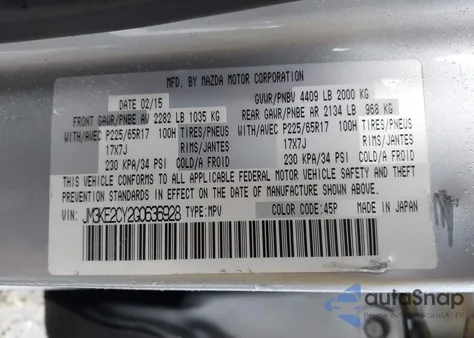 MFD. BY MAZDA MOTOR CORPORATION
DATE 02/15 GVWR/PNBV 4409 LB 2000 KG
FRONT GAWR/PNBE AV 2282 LB 1035 KG REAR GAWR/PNBE AR 2134 LB 968 KG
WITH/AVEC P225/65R17 100H TIRES/PNEUS WITH/AVEC P225/65R17 100H TIRES/PNEUS
17X7J RIMS/JANTES 17X7J RIMS/JANTES
230 KPA/34 PSI COLD/A FROID 230 KPA/34 PSI COLD/A FROID
THIS VEHICLE CONFORMS TO ALL APPLICABLE FEDERAL MOTOR VEHICLE SAFETY, BUMPER, AND
THEFT PREVENTION STANDARDS IN EFFECT ON THE DATE OF MANUFACTURE SHOWN ABOVE.
VIN: JM3KE2CY2G0636928 TYPE:MPV COLOR CODE:45P MADE IN JAPAN
autoSnap